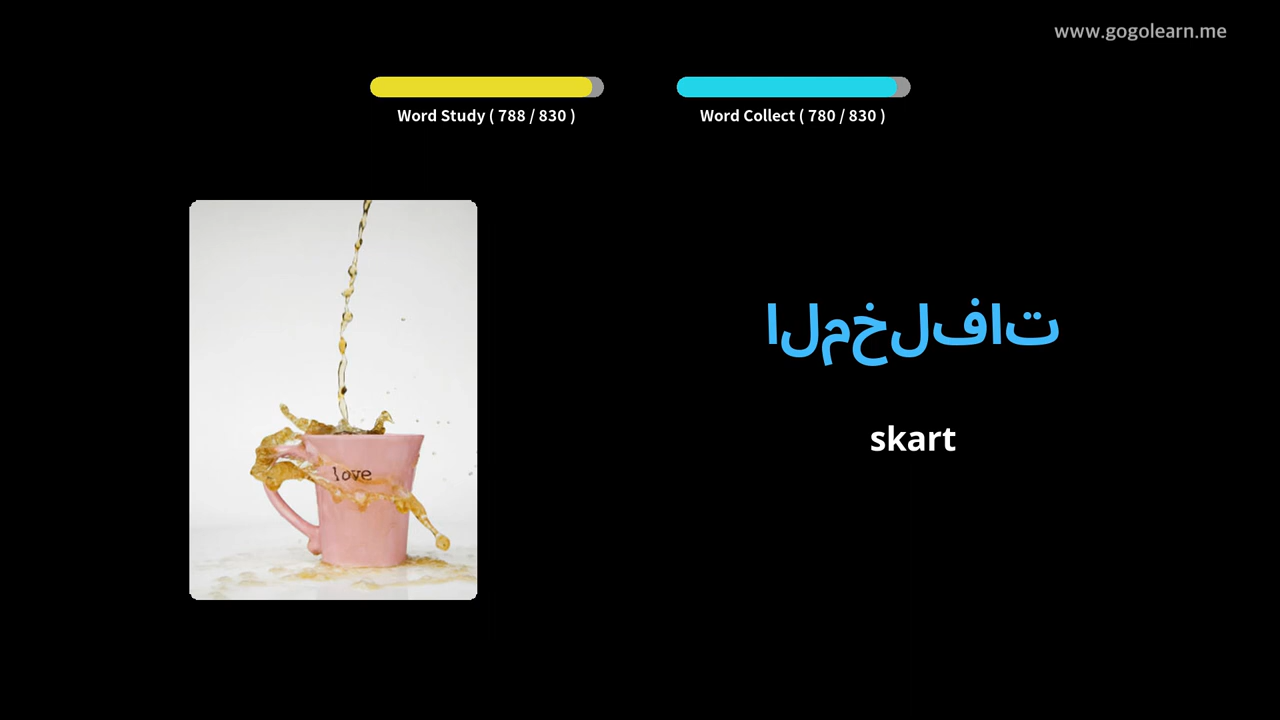 www.gogolearn.me
Word Study ( 788 / 830 )
Word Collect ( 780 / 830 )
المخلفات
skart
love